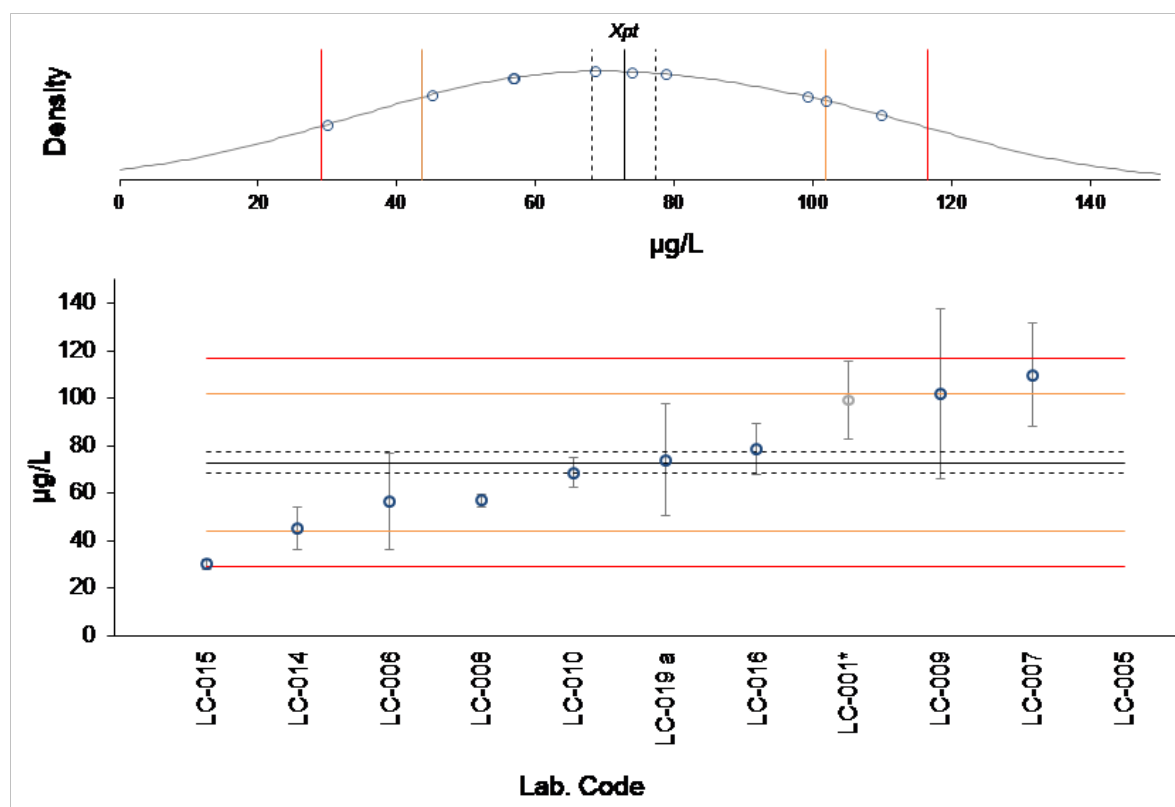 Xpt
Density
0 20 40 60 80 100 120 140
µg/L
140
120
100
80
60
40
20
0
µg/L
LC-015
LC-014
LC-006
LC-008
LC-010
LC-019 a
LC-016
LC-001*
LC-009
LC-007
LC-005
Lab. Code